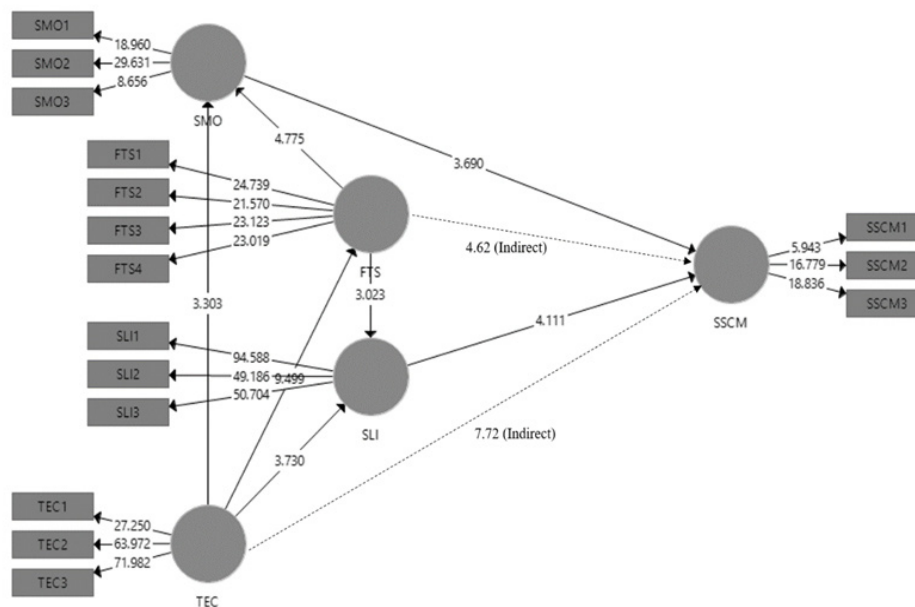 SMO1
18.960
SMO2
29.631
SMO3
8.656
SMO
4.775
3.690
FTS1
24.739
FTS2
21.570
FTS3
23.123
FTS4
23.019
FTS
4.62 (Indirect)
3.023
3.303
SSCM1
5.943
SSCM2
16.779
SSCM3
18.836
SSCM
4.111
SLI1
94.588
SLI2
49.186
SLI3
50.704
9.499
SLI
7.72 (Indirect)
3.730
TEC1
27.250
TEC2
63.972
TEC3
71.982
TEC